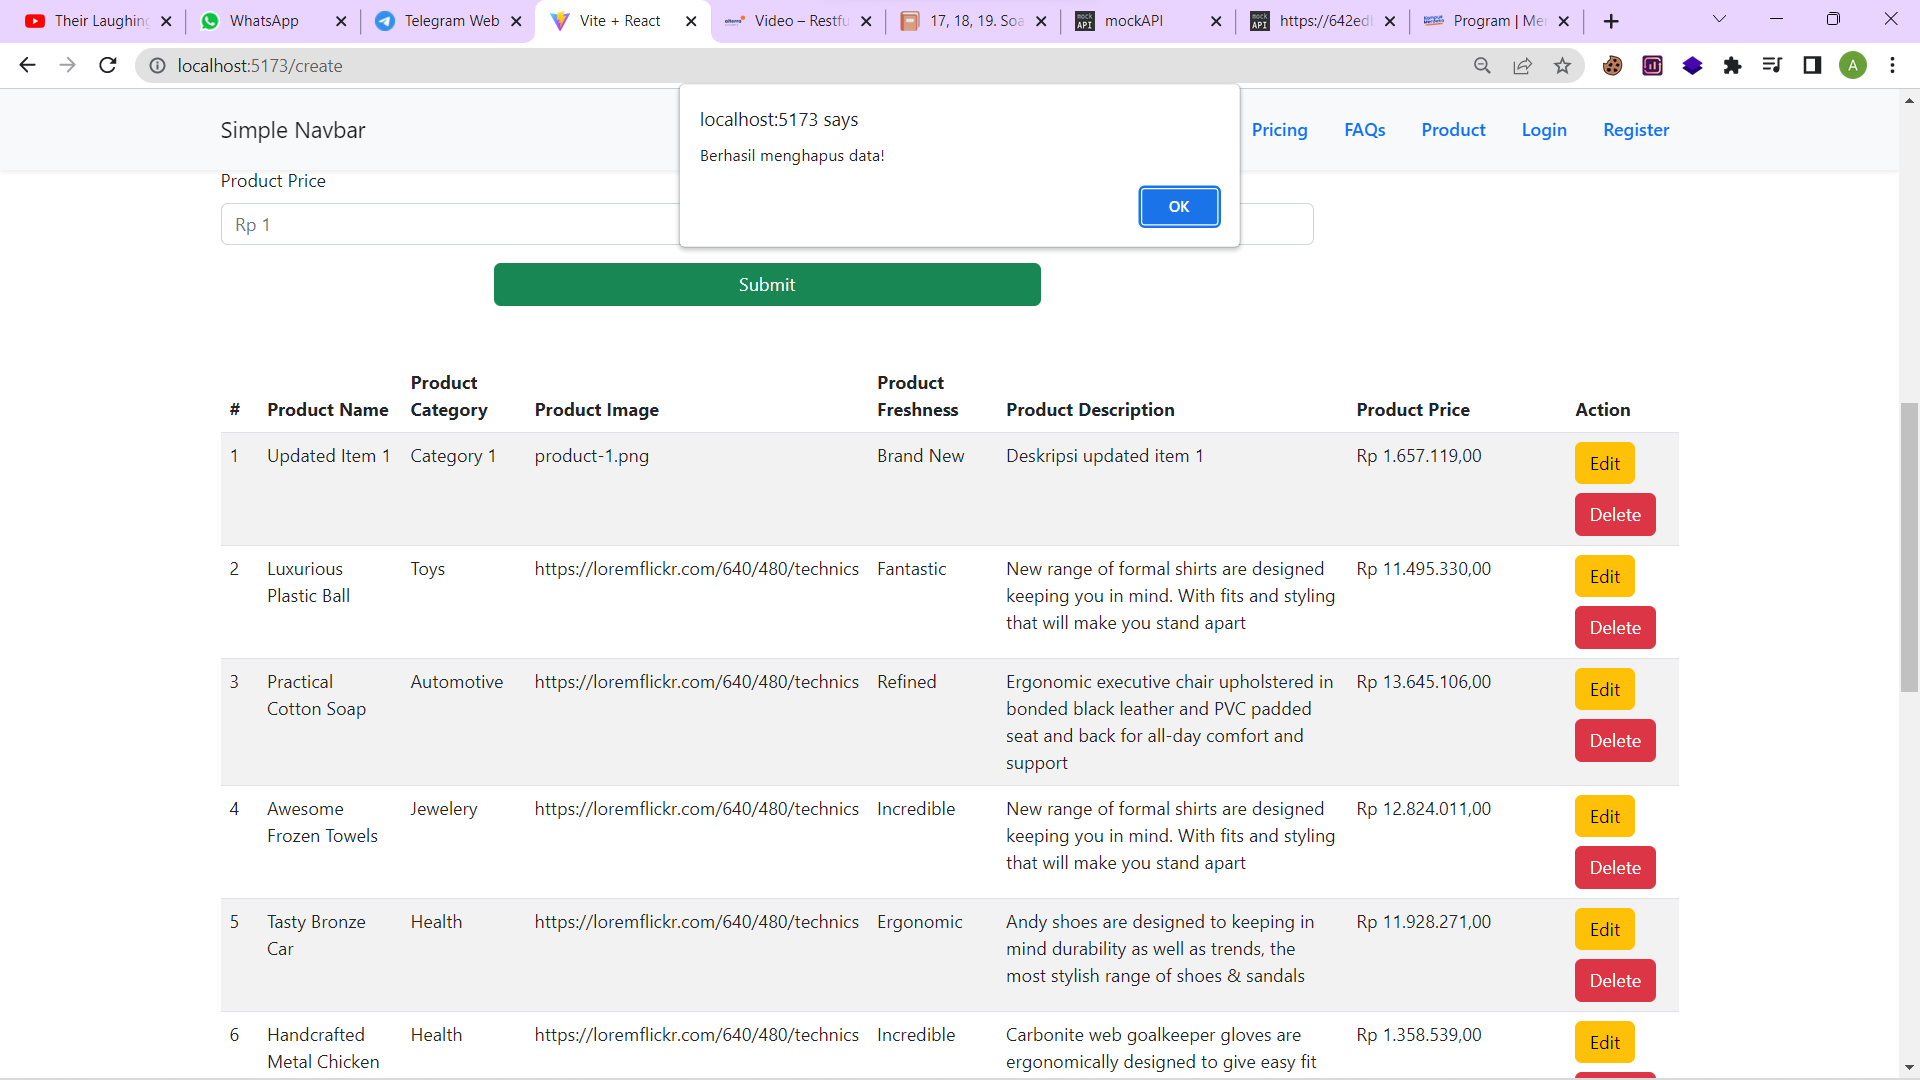 Their Laughing
WhatsApp
Telegram Web
Vite + React
Video – Restfu
17, 18, 19. Soa
mockAPI
https://642ed
Program | Mer
localhost:5173/create
A
Simple Navbar
Pricing
FAQs
Product
Login
Register
localhost:5173 says
Berhasil menghapus data!
OK
Product Price
Rp 1
Submit
# Product Name Product Category Product Image Product Freshness Product Description Product Price Action
1 Updated Item 1 Category 1 product-1.png Brand New Deskripsi updated item 1 Rp 1.657.119,00 Edit
Delete
2 Luxurious Toys https://loremflickr.com/640/480/technics Fantastic New range of formal shirts are designed Rp 11.495.330,00 Edit
Plastic Ball keeping you in mind. With fits and styling
that will make you stand apart Delete
3 Practical Automotive https://loremflickr.com/640/480/technics Refined Ergonomic executive chair upholstered in Rp 13.645.106,00 Edit
Cotton Soap bonded black leather and PVC padded
seat and back for all-day comfort and Delete
support
4 Awesome Jewelery https://loremflickr.com/640/480/technics Incredible New range of formal shirts are designed Rp 12.824.011,00 Edit
Frozen Towels keeping you in mind. With fits and styling
that will make you stand apart Delete
5 Tasty Bronze Health https://loremflickr.com/640/480/technics Ergonomic Andy shoes are designed to keeping in Rp 11.928.271,00 Edit
Car mind durability as well as trends, the
most stylish range of shoes & sandals Delete
6 Handcrafted Health https://loremflickr.com/640/480/technics Incredible Carbonite web goalkeeper gloves are Rp 1.358.539,00 Edit
Metal Chicken ergonomically designed to give easy fit